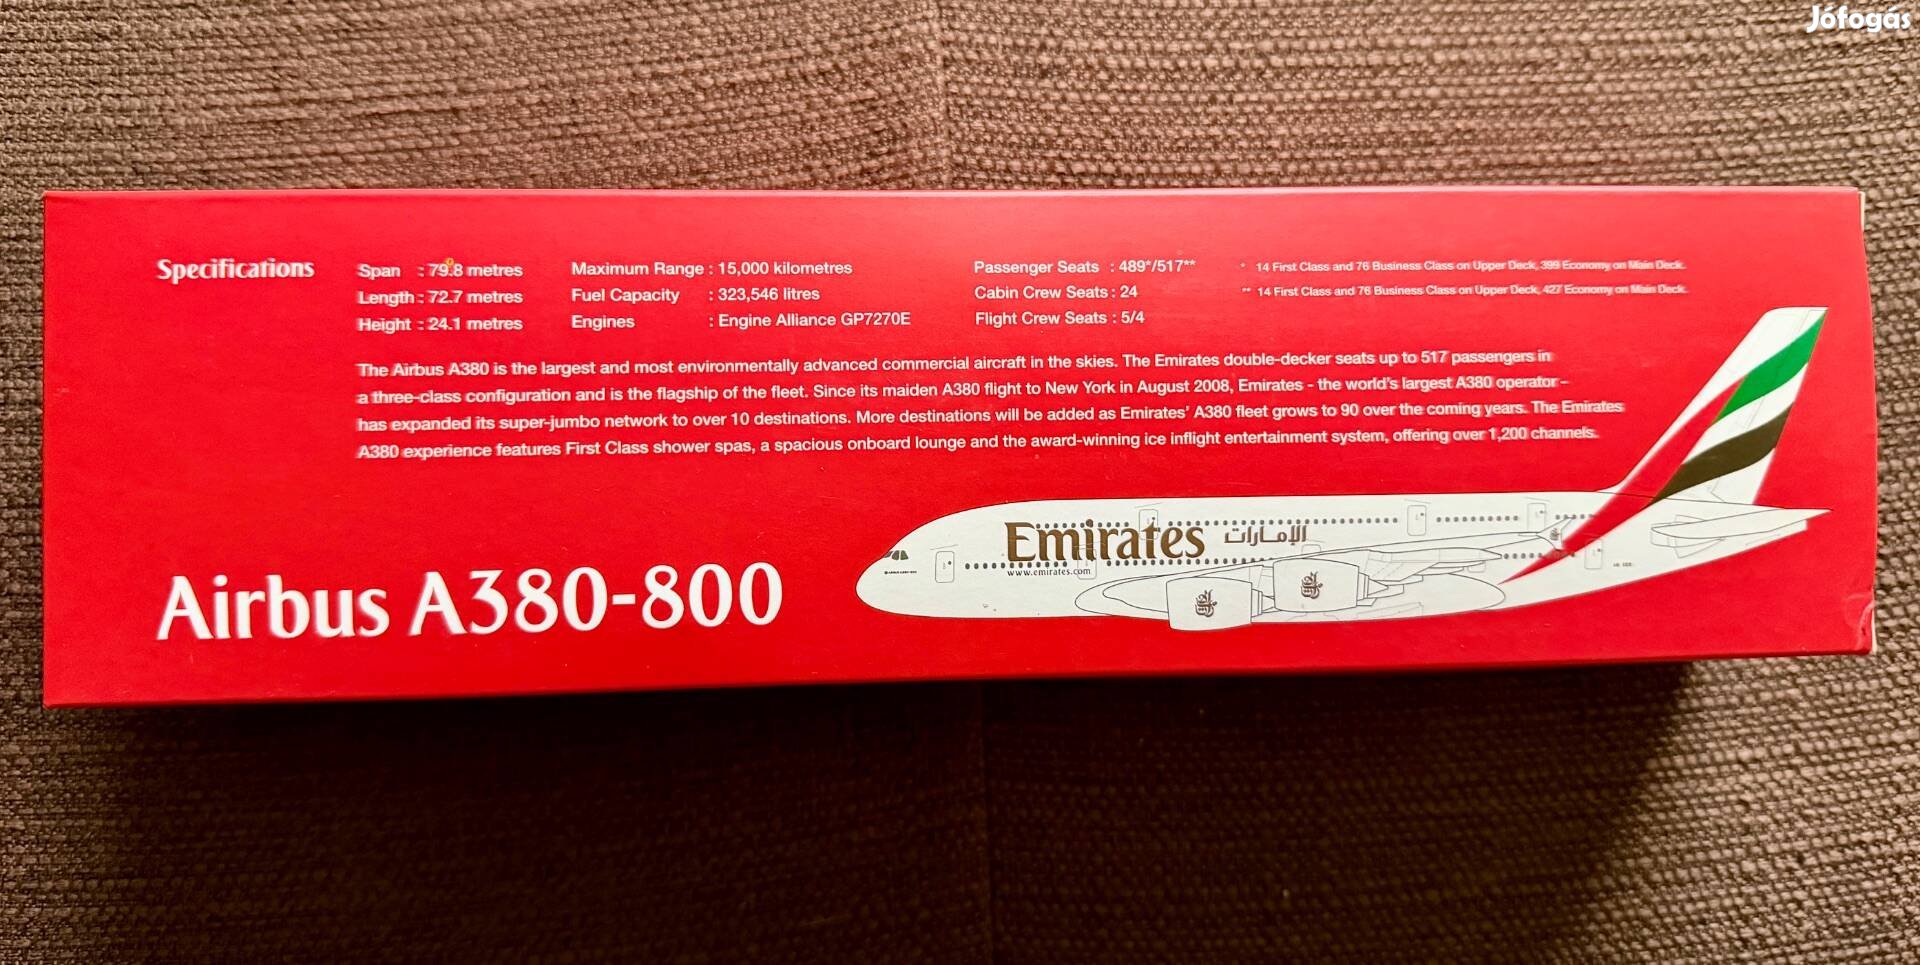 Jófogás
Specifications
Span : 79.8 metres
Length : 72.7 metres
Height : 24.1 metres
Maximum Range : 15,000 kilometres
Fuel Capacity : 323,546 litres
Engines : Engine Alliance GP7270E
Passenger Seats : 489*/517**
Cabin Crew Seats : 24
Flight Crew Seats : 5/4
* 14 First Class and 76 Business Class on Upper Deck, 399 Economy on Main Deck.
** 14 First Class and 76 Business Class on Upper Deck, 427 Economy on Main Deck.
The Airbus A380 is the largest and most environmentally advanced commercial aircraft in the skies. The Emirates double-decker seats up to 517 passengers in
a three-class configuration and is the flagship of the fleet. Since its maiden A380 flight to New York in August 2008, Emirates - the world's largest A380 operator –
has expanded its super-jumbo network to over 10 destinations. More destinations will be added as Emirates' A380 fleet grows to 90 over the coming years. The Emirates
A380 experience features First Class shower spas, a spacious onboard lounge and the award-winning ice inflight entertainment system, offering over 1,200 channels.
Emirates الإمارات
www.emirates.com
Airbus A380-800